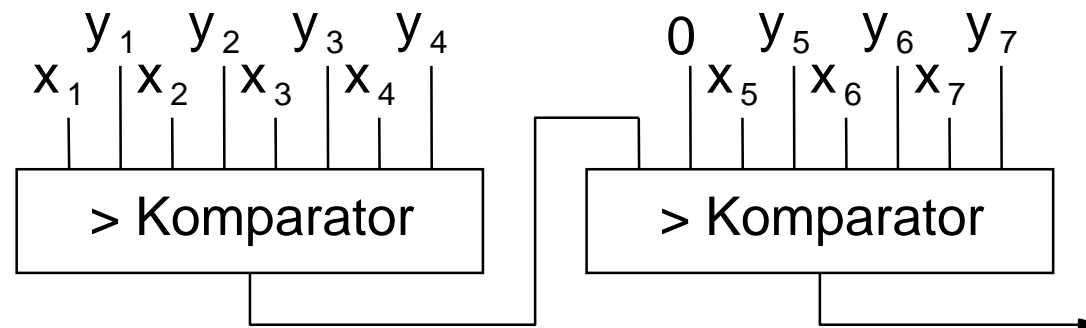 y1 y2 y3 y4 0 y5 y6 y7
x1 x2 x3 x4 x5 x6 x7
> Komparator > Komparator